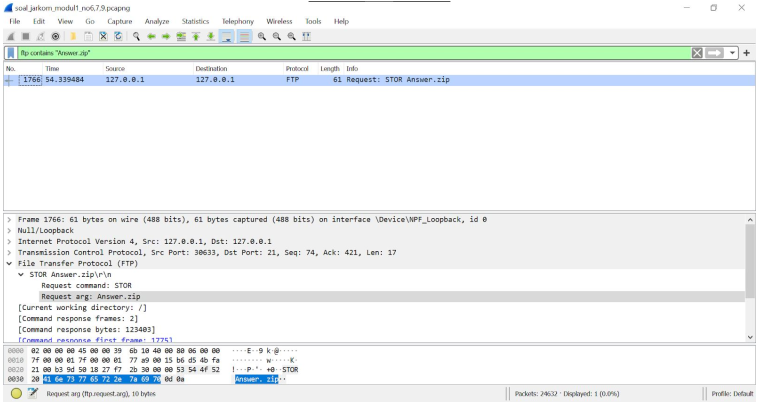 soal_jarkom_modul1_no6.7.9.pcapng
File Edit View Go Capture Analyze Statistics Telephony Wireless Tools Help
ftp contains "Answer.zip"
No. Time Source Destination Protocol Length Info
1766 54.339484 127.0.0.1 127.0.0.1 FTP 61 Request: STOR Answer.zip
> Frame 1766: 61 bytes on wire (488 bits), 61 bytes captured (488 bits) on interface \Device\NPF_Loopback, id 0
> Null/Loopback
> Internet Protocol Version 4, Src: 127.0.0.1, Dst: 127.0.0.1
> Transmission Control Protocol, Src Port: 30633, Dst Port: 21, Seq: 74, Ack: 421, Len: 17
File Transfer Protocol (FTP)
STOR Answer.zip\r\n
Request command: STOR
Request arg: Answer.zip
[Current working directory: /]
[Command response frames: 2]
[Command response bytes: 123403]
[Command response first frame: 1775]
0000 02 00 00 00 45 00 00 39 6b 10 40 00 80 06 00 00 ····E··9 k·@·····
0010 7f 00 00 01 7f 00 00 01 77 a9 00 15 b6 d5 4b fa ········ w·····K·
0020 21 00 b3 9d 50 18 27 f7 2b 30 00 00 53 54 4f 52 !···P·'· +0··STOR
0030 20 41 6e 73 77 65 72 2e 7a 69 70 0d 0a Answer. zip··
Request arg (ftp.request.arg), 10 bytes
Packets: 24632 · Displayed: 1 (0.0%)
Profile: Default